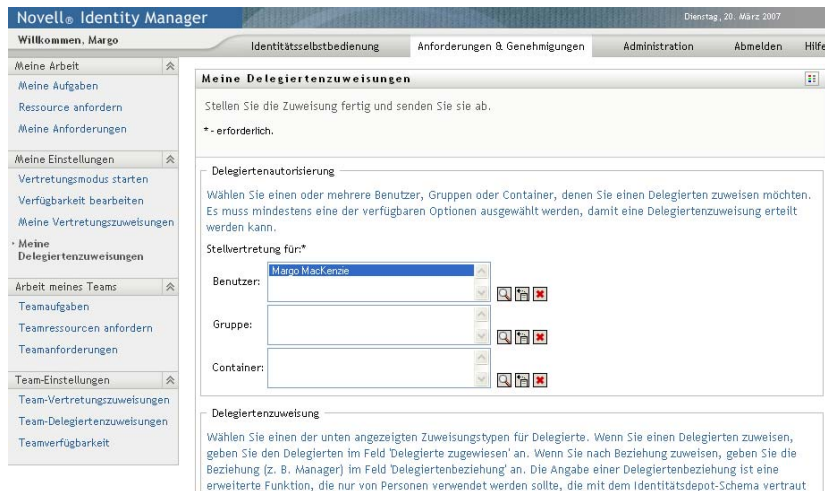 Novell® Identity Manager
Dienstag, 20. März 2007
Willkommen, Margo
Identitätsselbstbedienung
Anforderungen & Genehmigungen
Administration
Abmelden
Hilfe
Meine Arbeit
Meine Aufgaben
Ressource anfordern
Meine Anforderungen
Meine Einstellungen
Vertretungsmodus starten
Verfügbarkeit bearbeiten
Meine Vertretungszuweisungen
Meine
Delegiertenzuweisungen
Arbeit meines Teams
Teamaufgaben
Teamressourcen anfordern
Teamanforderungen
Team-Einstellungen
Team-Vertretungszuweisungen
Team-Delegiertenzuweisungen
Teamverfügbarkeit
Meine Delegiertenzuweisungen
Stellen Sie die Zuweisung fertig und senden Sie sie ab.
* - erforderlich.
Delegiertenautorisierung
Wählen Sie einen oder mehrere Benutzer, Gruppen oder Container, denen Sie einen Delegierten zuweisen möchten.
Es muss mindestens eine der verfügbaren Optionen ausgewählt werden, damit eine Delegiertenzuweisung erteilt
werden kann.
Stellvertretung für:*
Benutzer:
Margo MacKenzie
Gruppe:
Container:
Delegiertenzuweisung
Wählen Sie einen der unten angezeigten Zuweisungstypen für Delegierte. Wenn Sie einen Delegierten zuweisen,
geben Sie den Delegierten im Feld 'Delegierte zugewiesen' an. Wenn Sie nach Beziehung zuweisen, geben Sie die
Beziehung (z. B. Manager) im Feld 'Delegiertenbeziehung' an. Die Angabe einer Delegiertenbeziehung ist eine
erweiterte Funktion, die nur von Personen verwendet werden sollte, die mit dem Identitätsdepot-Schema vertraut